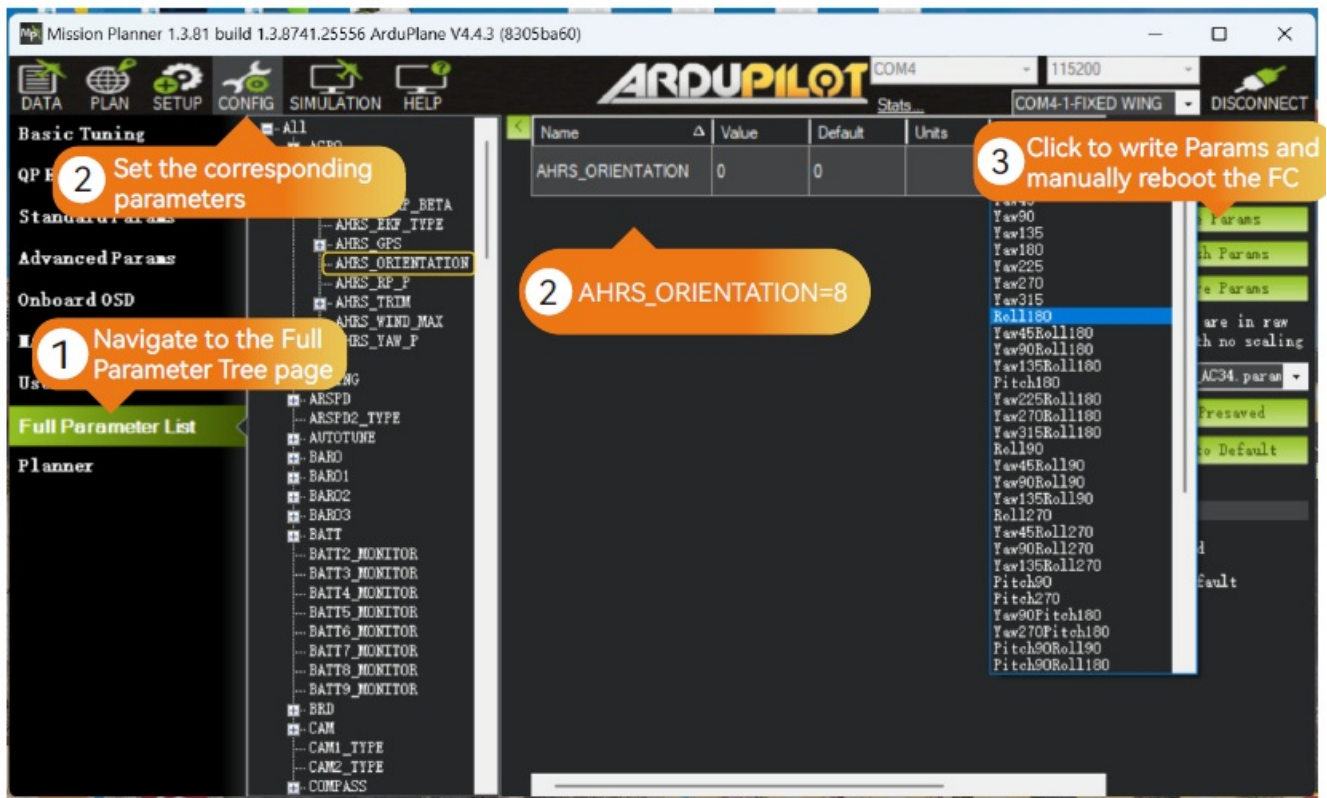 Mission Planner 1.3.81 build 1.3.8741.25556 ArduPlane V4.4.3 (8305ba60)
DATA PLAN SETUP CONFIG SIMULATION HELP
ARDUPILOT
COM4
115200
Stats...
COM4-1-FIXED WING
DISCONNECT
Basic Tuning
Advanced Params
Onboard OSD
Full Parameter List
Planner
2 Set the corresponding
parameters
1 Navigate to the Full
Parameter Tree page
All
AHRS_EKF_TYPE
AHRS_GPS
AHRS_ORIENTATION
AHRS_RP_P
AHRS_TRIM
AHRS_WIND_MAX
ARSPD
ARSPD2_TYPE
AUTOTUNE
BARO
BARO1
BARO2
BARO3
BATT
BATT2_MONITOR
BATT3_MONITOR
BATT4_MONITOR
BATT5_MONITOR
BATT6_MONITOR
BATT7_MONITOR
BATT8_MONITOR
BATT9_MONITOR
BRD
CAM
CAM1_TYPE
CAM2_TYPE
COMPASS
Name Value Default Units
AHRS_ORIENTATION 0 0
2 AHRS_ORIENTATION=8
3 Click to write Params and
manually reboot the FC
Yaw90
Yaw135
Yaw180
Yaw225
Yaw270
Yaw315
Roll180
Yaw45Roll180
Yaw90Roll180
Yaw135Roll180
Pitch180
Yaw225Roll180
Yaw270Roll180
Yaw315Roll180
Roll90
Yaw45Roll90
Yaw90Roll90
Yaw135Roll90
Roll270
Yaw45Roll270
Yaw90Roll270
Yaw135Roll270
Pitch90
Pitch270
Yaw90Pitch180
Yaw270Pitch180
Pitch90Roll90
Pitch90Roll180
Params
Params
Params
are in raw
no scaling
AC34.param
Presaved
Default